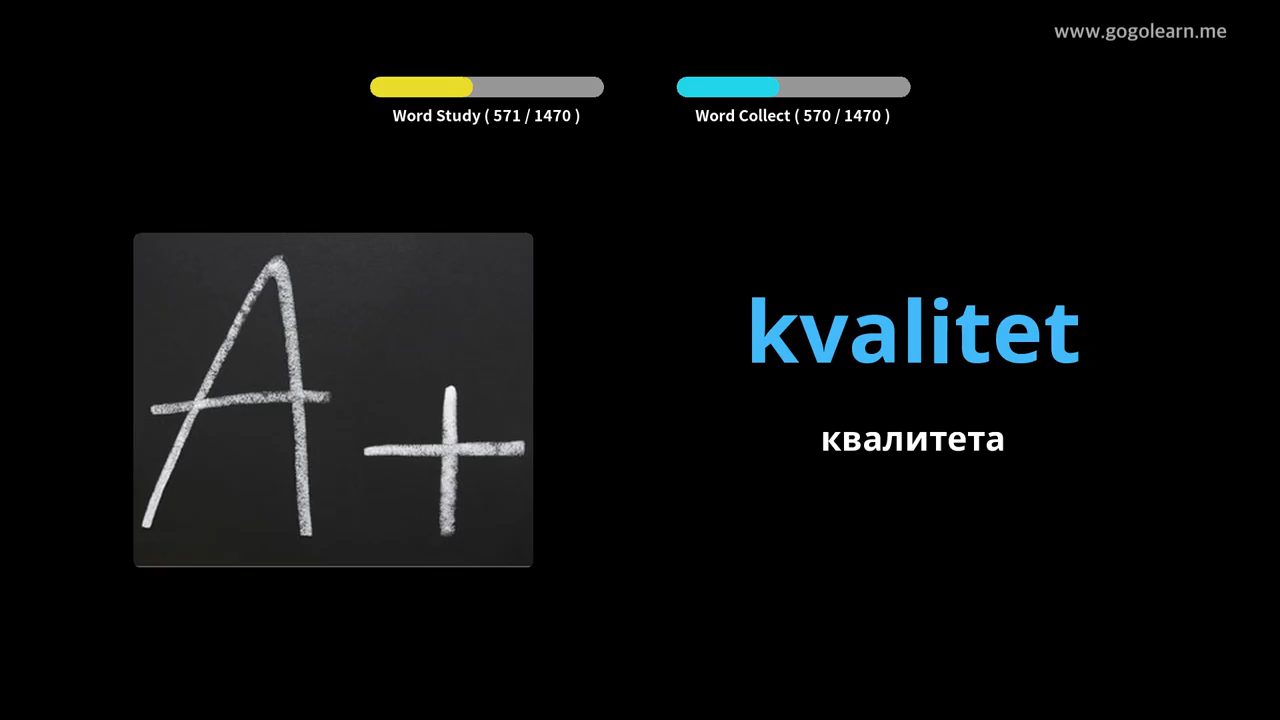 www.gogolearn.me
Word Study ( 571 / 1470 )
Word Collect ( 570 / 1470 )
A+
kvalitet
квалитета